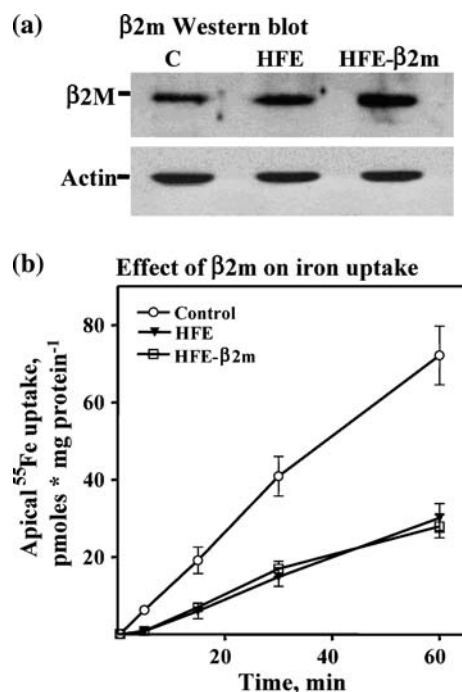 (a)
β2m Western blot
C HFE HFE-β2m
β2M
Actin
(b)
Effect of β2m on iron uptake
Control
HFE
HFE-β2m
Apical ⁵⁵Fe uptake,
pmoles * mg protein⁻¹
80
60
40
20
20 40 60
Time, min